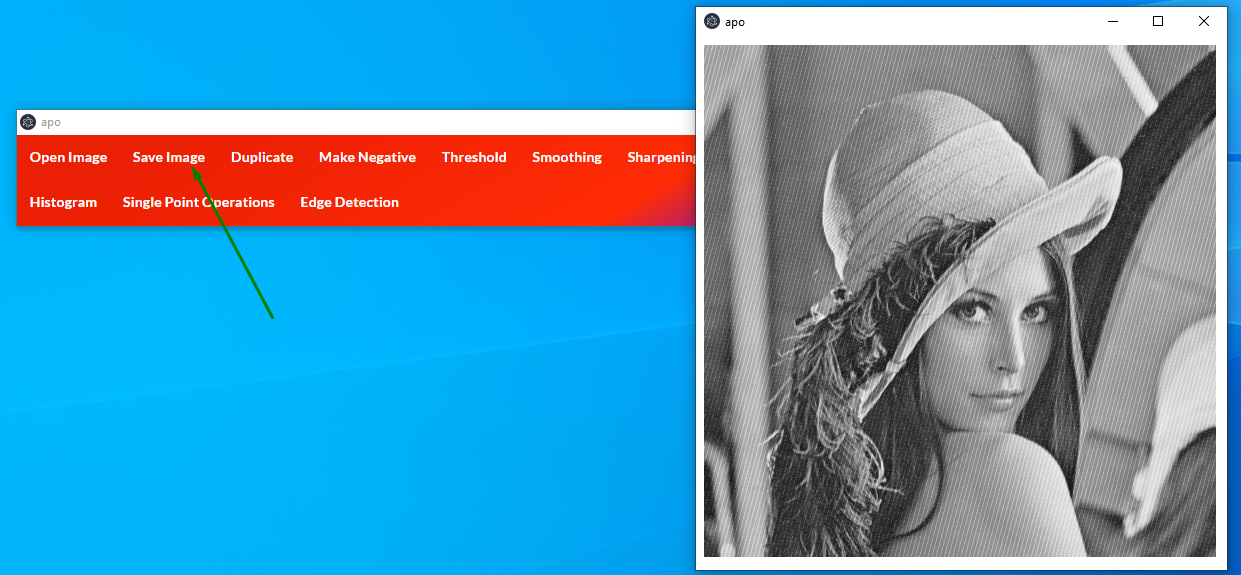 apo
apo
Open Image Save Image Duplicate Make Negative Threshold Smoothing Sharpening
Histogram Single Point Operations Edge Detection